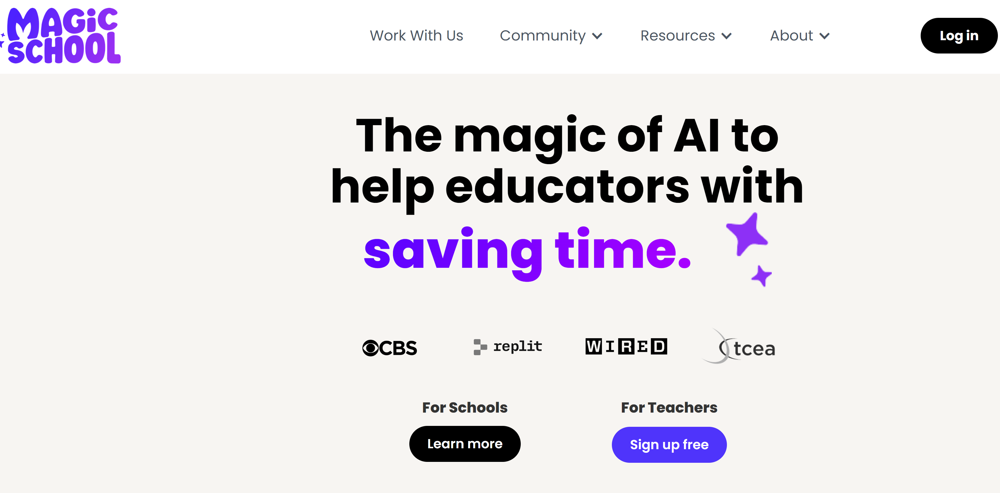 MAGiC
SCHOOL
Work With Us
Community
Resources
About
Log in
The magic of AI to
help educators with
saving time.
CBS
replit
WIRED
tcea
For Schools
For Teachers
Learn more
Sign up free